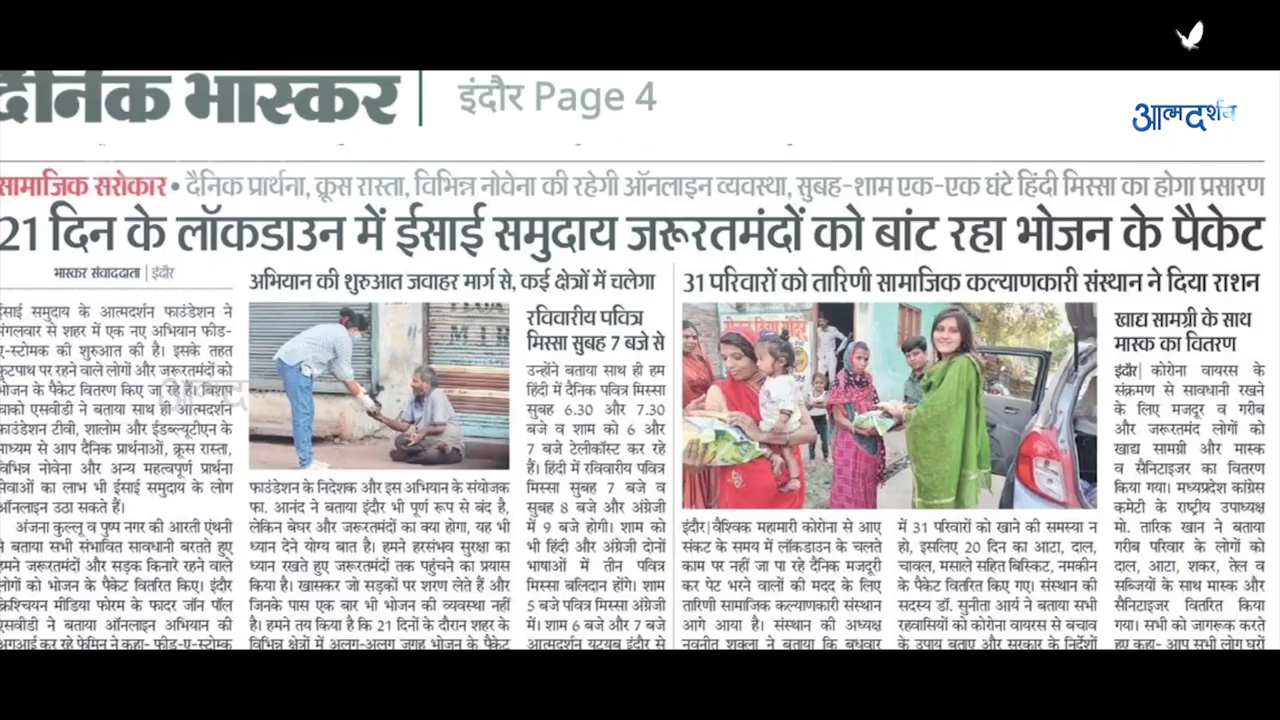 दैनिक भास्कर
इंदौर Page 4
आत्मदर्शन
सामाजिक सरोकार • दैनिक प्रार्थना, क्रूस रास्ता, विभिन्न नोवेना की रहेगी ऑनलाइन व्यवस्था, सुबह-शाम एक-एक घंटे हिंदी मिस्सा का होगा प्रसारण
21 दिन के लॉकडाउन में ईसाई समुदाय जरूरतमंदों को बांट रहा भोजन के पैकेट
भास्कर संवाददाता | इंदौर
ईसाई समुदाय के आत्मदर्शन फाउंडेशन ने
मंगलवार से शहर में एक नए अभियान फीड-
ए-स्टोमक की शुरुआत की है। इसके तहत
फुटपाथ पर रहने वाले लोगों और जरूरतमंदों को
भोजन के पैकेट वितरण किए जा बिशप
चाको एसवीडी ने बताया साथ ही आत्मदर्शन
फाउंडेशन टीवी, शालोम और ईडब्ल्यूटीएन के
माध्यम से आप दैनिक प्रार्थनाओं, क्रूस रास्ता,
विभिन्न नोवेना और अन्य महत्वपूर्ण प्रार्थना
सेवाओं का लाभ भी ईसाई समुदाय के लोग
ऑनलाइन उठा सकते हैं।
अंजना कुल्लू व पुष्प नगर की आरती एंथनी
ने बताया सभी संभावित सावधानी बरतते हुए
हमने जरूरतमंदों और सड़क किनारे रहने वाले
लोगों को भोजन के पैकेट वितरित किए। इंदौर
क्रिश्चियन मीडिया फोरम के फादर जॉन पॉल
एसवीडी ने बताया ऑनलाइन अभियान की
अगुआई कर रहे फेमिन ने कहा- फीड-ए-स्टोमक
अभियान की शुरुआत जवाहर मार्ग से, कई क्षेत्रों में चलेगा
फाउंडेशन के निदेशक और इस अभियान के संयोजक
फा. आनंद ने बताया इंदौर भी पूर्ण रूप से बंद है,
लेकिन बेघर और जरूरतमंदों का क्या होगा, यह भी
ध्यान देने योग्य बात है। हमने हरसंभव सुरक्षा का
ध्यान रखते हुए जरूरतमंदों तक पहुंचने का प्रयास
किया है। खासकर जो सड़कों पर शरण लेते हैं और
जिनके पास एक बार भी भोजन की व्यवस्था नहीं
है। हमने तय किया है कि 21 दिनों के दौरान शहर के
विभिन्न क्षेत्रों में अलग-अलग जगह भोजन के पैकेट
रविवारीय पवित्र
मिस्सा सुबह 7 बजे से
उन्होंने बताया साथ ही हम
हिंदी में दैनिक पवित्र मिस्सा
सुबह 6.30 और 7.30
बजे व शाम को 6 और
7 बजे टेलीकॉस्ट कर रहे
हैं। हिंदी में रविवारीय पवित्र
मिस्सा सुबह 7 बजे व
सुबह 8 बजे और अंग्रेजी
में 9 बजे होगी। शाम को
भी हिंदी और अंग्रेजी दोनों
भाषाओं में तीन पवित्र
मिस्सा बलिदान होंगे। शाम
5 बजे पवित्र मिस्सा अंग्रेजी
में। शाम 6 बजे और 7 बजे
आत्मदर्शन यूट्यूब इंदौर से
31 परिवारों को तारिणी सामाजिक कल्याणकारी संस्थान ने दिया राशन
इंदौर| वैश्विक महामारी कोरोना से आए
संकट के समय में लॉकडाउन के चलते
काम पर नहीं जा पा रहे दैनिक मजदूरी
कर पेट भरने वालों की मदद के लिए
तारिणी सामाजिक कल्याणकारी संस्थान
आगे आया है। संस्थान की अध्यक्ष
नवनीत शुक्ला ने बताया कि बुधवार
में 31 परिवारों को खाने की समस्या न
हो, इसलिए 20 दिन का आटा, दाल,
चावल, मसाले सहित बिस्किट, नमकीन
के पैकेट वितरित किए गए। संस्थान की
सदस्य डॉ. सुनीता आर्य ने बताया सभी
रहवासियों को कोरोना वायरस से बचाव
के उपाय बताए और सरकार के निर्देशों
खाद्य सामग्री के साथ
मास्क का वितरण
इंदौर| कोरोना वायरस के
संक्रमण से सावधानी रखने
के लिए मजदूर व गरीब
और जरूरतमंद लोगों को
खाद्य सामग्री और मास्क
व सैनिटाइजर का वितरण
किया गया। मध्यप्रदेश कांग्रेस
कमेटी के राष्ट्रीय उपाध्यक्ष
मो. तारिक खान ने बताया
गरीब परिवार के लोगों को
दाल, आटा, शकर, तेल व
सब्जियों के साथ मास्क और
सैनिटाइजर वितरित किया
गया। सभी को जागरूक करते
हुए कहा- आप सभी लोग घरों